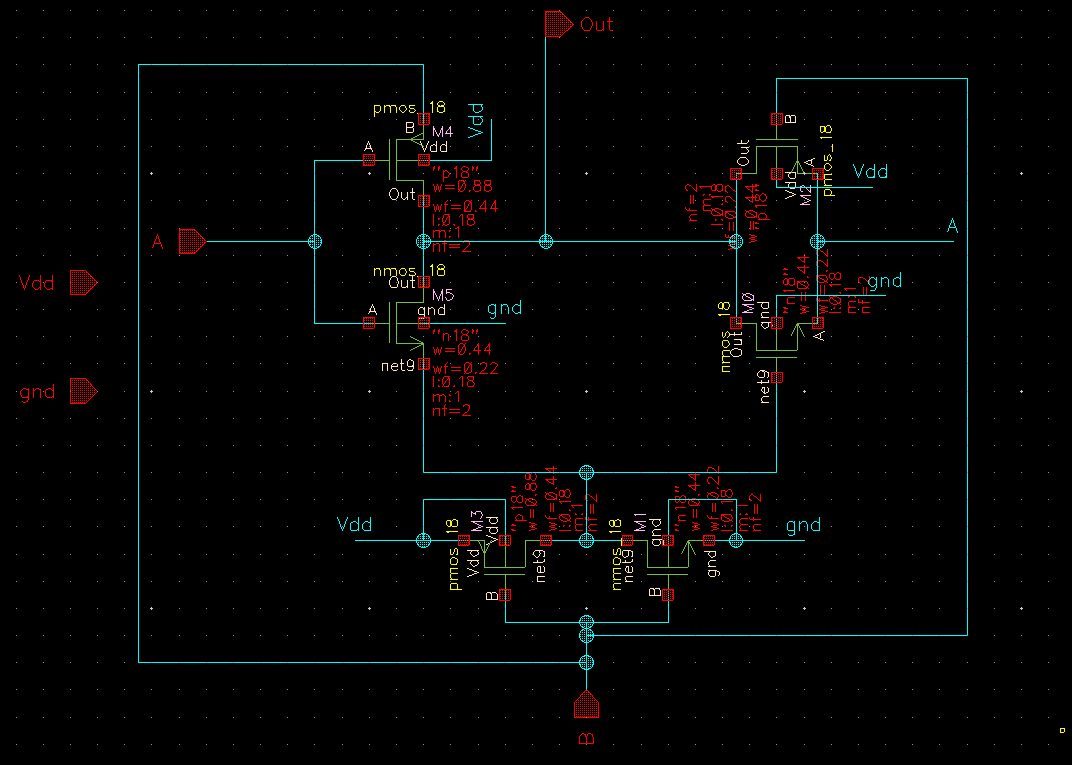 Out
pmos_18
B
M4
Vdd
A
Vdd
"p18"
w=0.88
wf=0.44
l:0.18
m:1
nf=2
Out
B
pmos_18
Out
A
Vdd
M2
Vdd
"p18"
w=0.44
l:0.18
m:1
nf=2
A
A
Vdd
gnd
nmos_18
Out
M5
gnd
A
gnd
"n18"
w=0.44
wf=0.22
l:0.18
m:1
nf=2
net9
nmos_18
M0
Out
gnd
gnd
"n18"
w=0.44
wf=0.22
l:0.18
m:1
nf=2
A
net9
Vdd
pmos_18
M3
Vdd
Vdd
"p18"
w=0.88
wf=0.44
l:0.18
m:1
nf=2
net9
B
nmos_18
M1
net9
gnd
"n18"
w=0.44
wf=0.22
l:0.18
m:1
nf=2
gnd
gnd
B
B